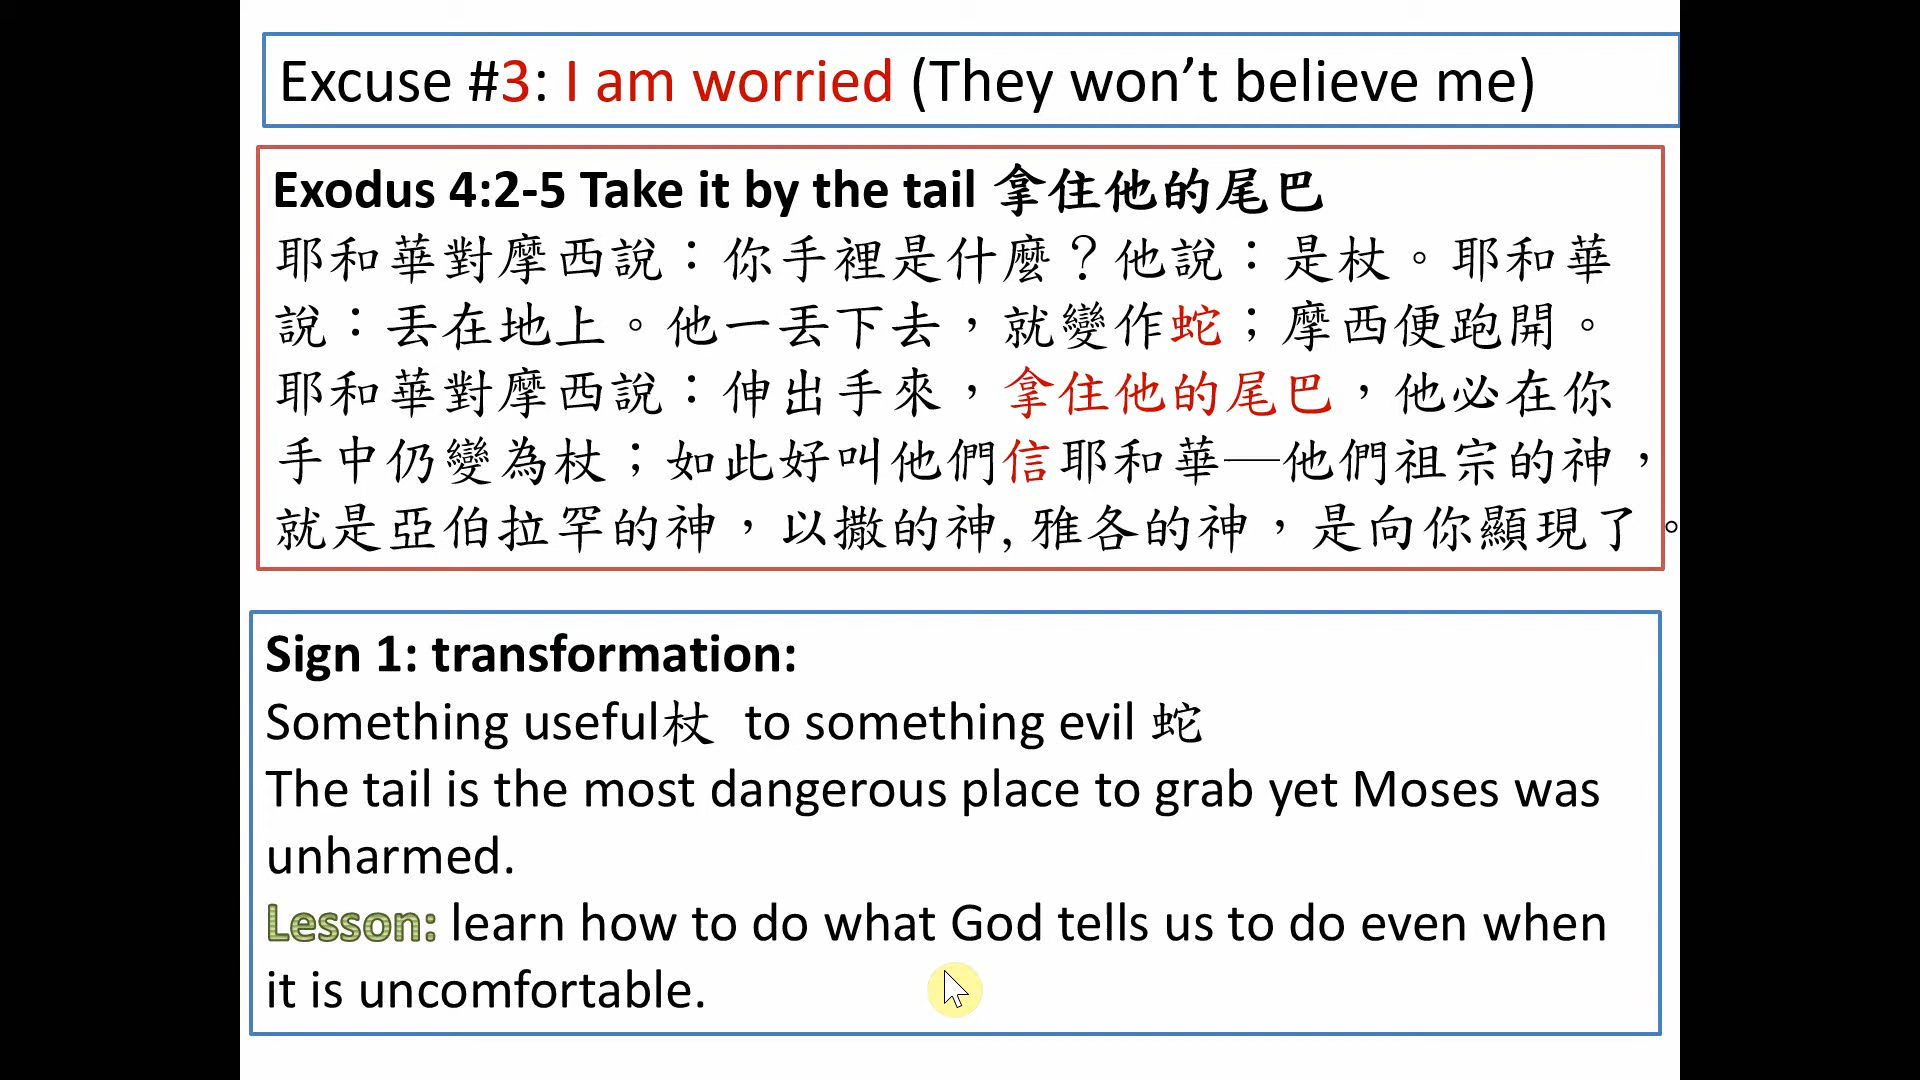 Excuse #3: I am worried (They won’t believe me)
Exodus 4:2-5 Take it by the tail 拿住他的尾巴
耶和華對摩西說：你手裡是什麼？他說：是杖。耶和華
說：丟在地上。他一丟下去，就變作蛇；摩西便跑開。
耶和華對摩西說：伸出手來，拿住他的尾巴，他必在你
手中仍變為杖；如此好叫他們信耶和華—他們祖宗的神，
就是亞伯拉罕的神，以撒的神, 雅各的神，是向你顯現了。
Sign 1: transformation:
Something useful杖 to something evil 蛇
The tail is the most dangerous place to grab yet Moses was
unharmed.
Lesson: learn how to do what God tells us to do even when
it is uncomfortable.